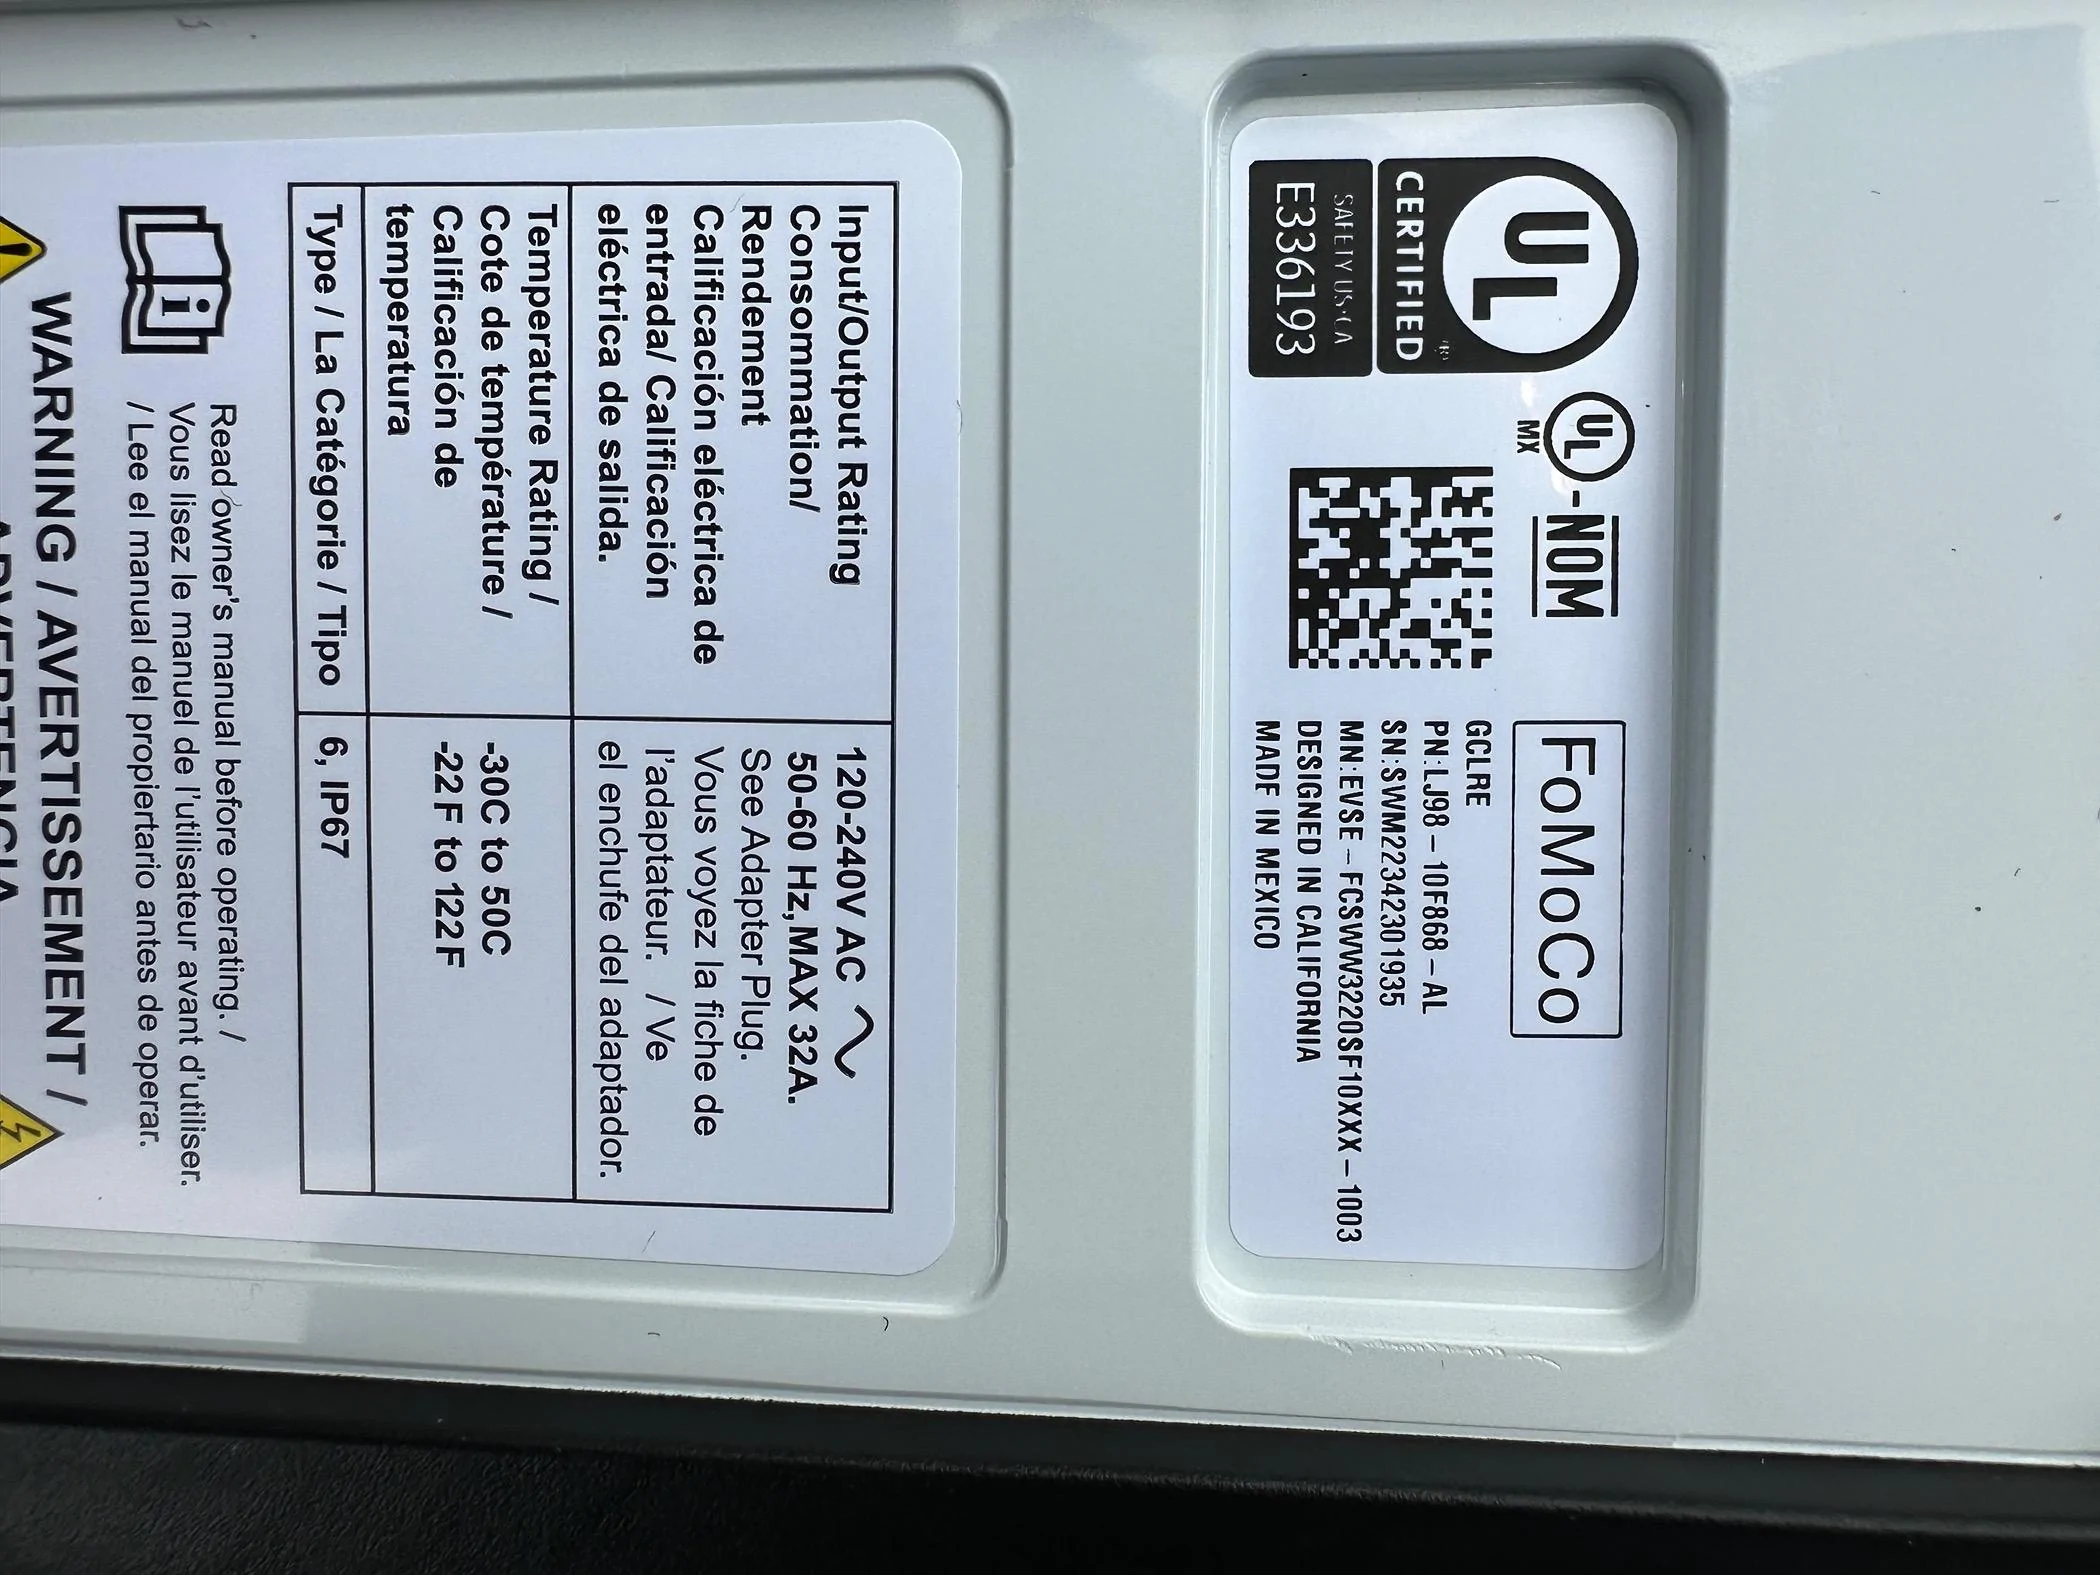 UL
CERTIFIED
SAFETY US·CA
E336193
UL
MX
-NOM
FoMoCo
GCLRE
PN:LJ98-10F868-AL
SN:SWM22342301935
MN:EVSE-FCSWW3220SF10XXX-1003
DESIGNED IN CALIFORNIA
MADE IN MEXICO
Input/Output Rating
Consommation/
Rendement
Calificación eléctrica de
entrada/ Calificación
eléctrica de salida.
120-240V AC ∿
50-60 Hz, MAX 32A.
See Adapter Plug.
Vous voyez la fiche de
l'adaptateur. / Ve
el enchufe del adaptador.
Temperature Rating /
Cote de température /
Calificación de
temperatura
-30C to 50C
-22 F to 122F
Type / La Catégorie / Tipo
6, IP67
Read owner's manual before operating. /
Vous lisez le manuel de l'utilisateur avant d'utiliser.
/ Lee el manual del propiertario antes de operar.
WARNING / AVERTISSEMENT /
ADVERTENCIA